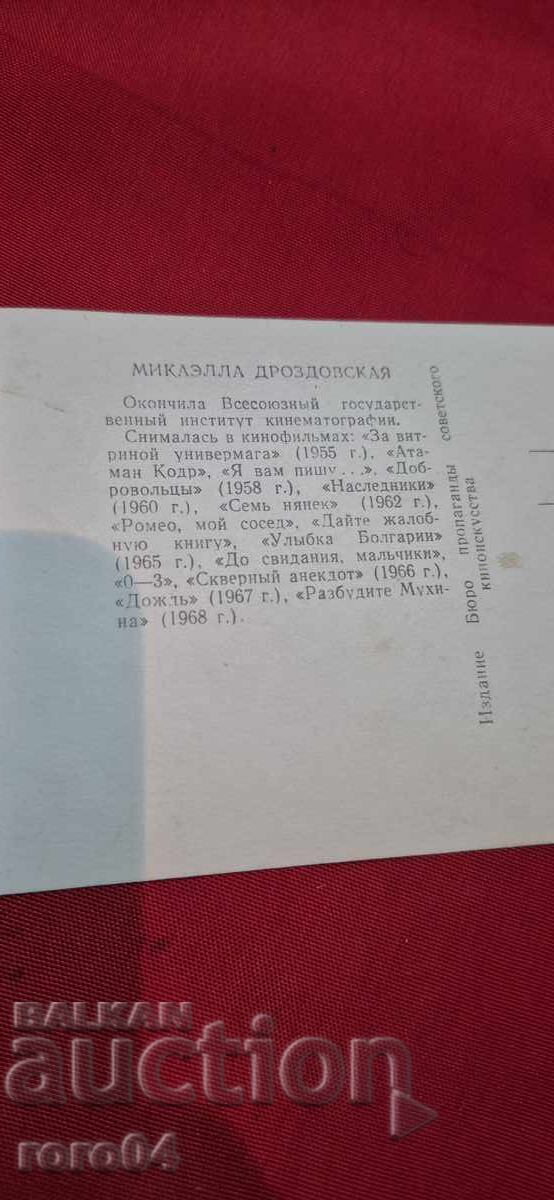 МИКАЭЛЛА ДРОЗДОВСКАЯ
Окончила Всесоюзный государст-
венный институт кинематографии.
Снималась в кинофильмах: «За вит-
риной универмага» (1955 г.), «Ата-
ман Кодр», «Я вам пишу...», «Доб-
ровольцы» (1958 г.), «Наследники»
(1960 г.), «Семь нянек» (1962 г.),
«Ромео, мой сосед», «Дайте жалоб-
ную книгу», «Улыбка Болгарии»
(1965 г.), «До свидания, мальчики»,
«0—3», «Скверный анекдот» (1966 г.),
«Дождь» (1967 г.), «Разбудите Мухи-
на» (1968 г.).
Издание Бюро пропаганды советского
киноискусства
BALKAN
auction
roro04